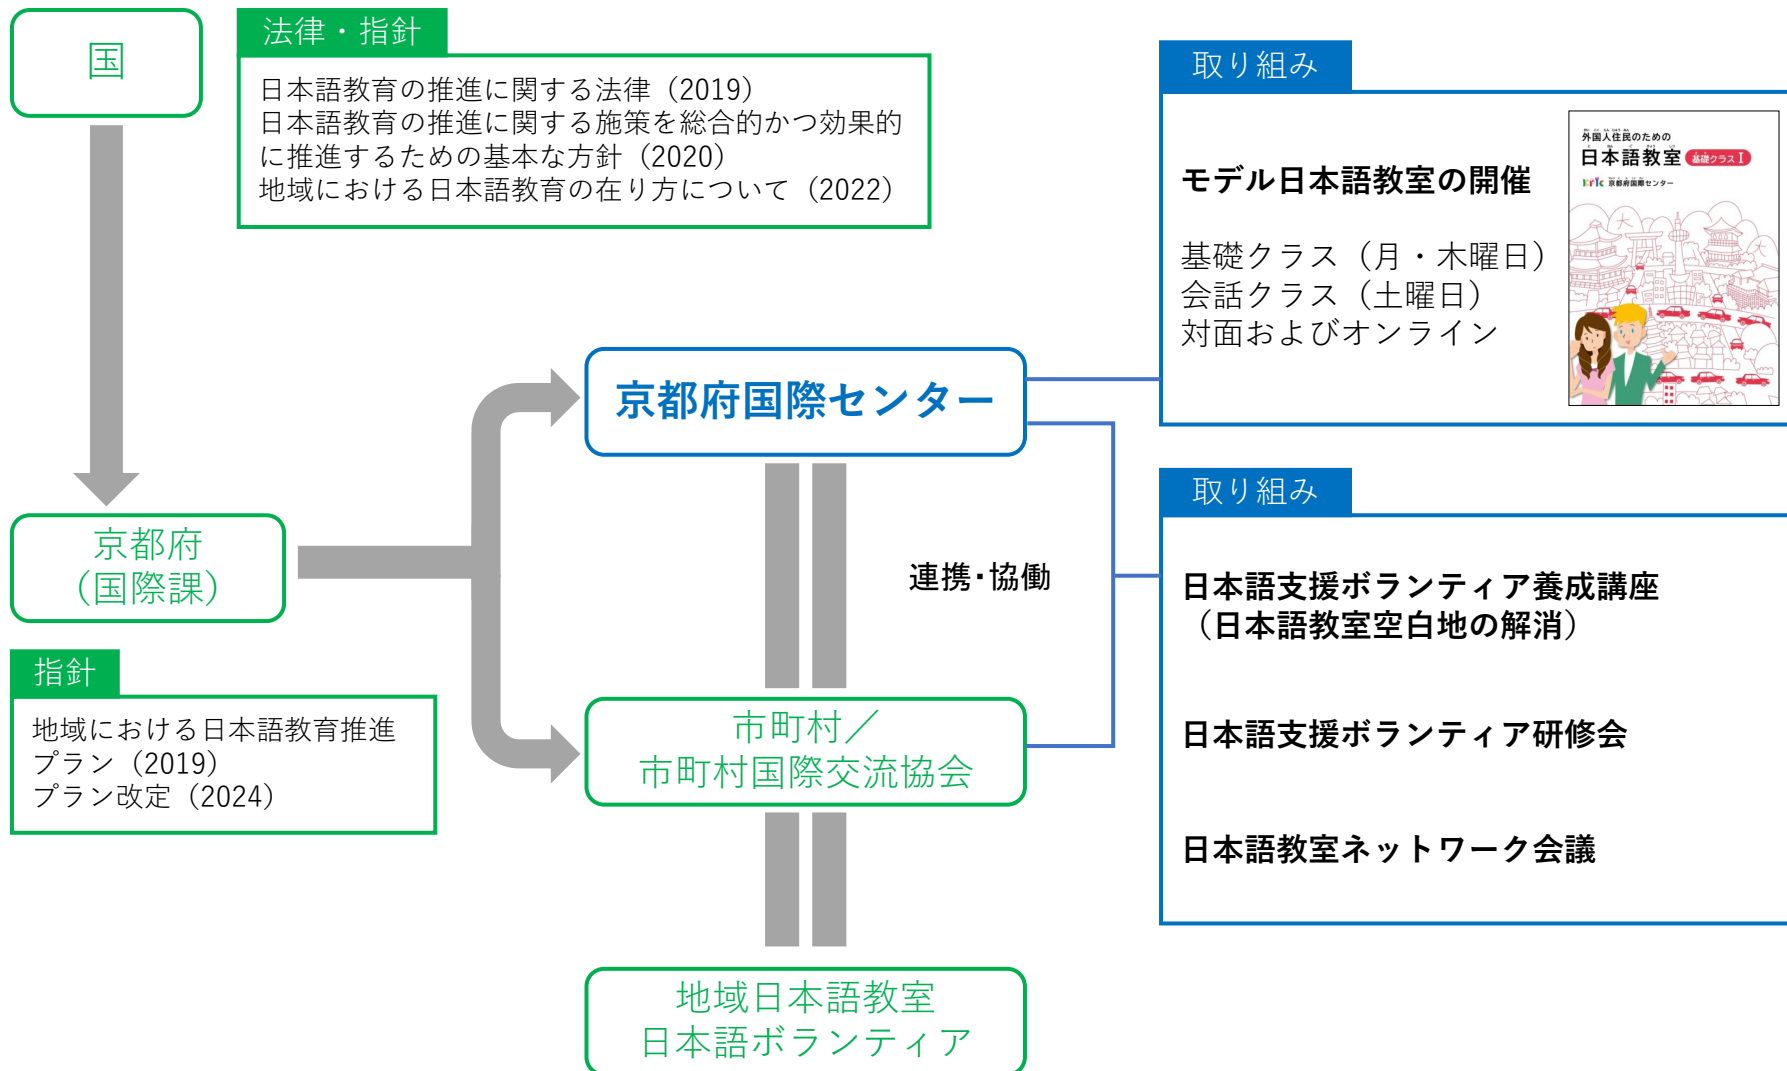 国
法律・指針
日本語教育の推進に関する法律（2019）
日本語教育の推進に関する施策を総合的かつ効果的
に推進するための基本な方針（2020）
地域における日本語教育の在り方について（2022）
京都府
（国際課）
指針
地域における日本語教育推進
プラン（2019）
プラン改定（2024）
京都府国際センター
連携・協働
市町村／
市町村国際交流協会
地域日本語教室
日本語ボランティア
取り組み
モデル日本語教室の開催
基礎クラス（月・木曜日）
会話クラス（土曜日）
対面およびオンライン
外国人住民のための
日本語教室 基礎クラスⅠ
京都府国際センター
取り組み
日本語支援ボランティア養成講座
（日本語教室空白地の解消）
日本語支援ボランティア研修会
日本語教室ネットワーク会議